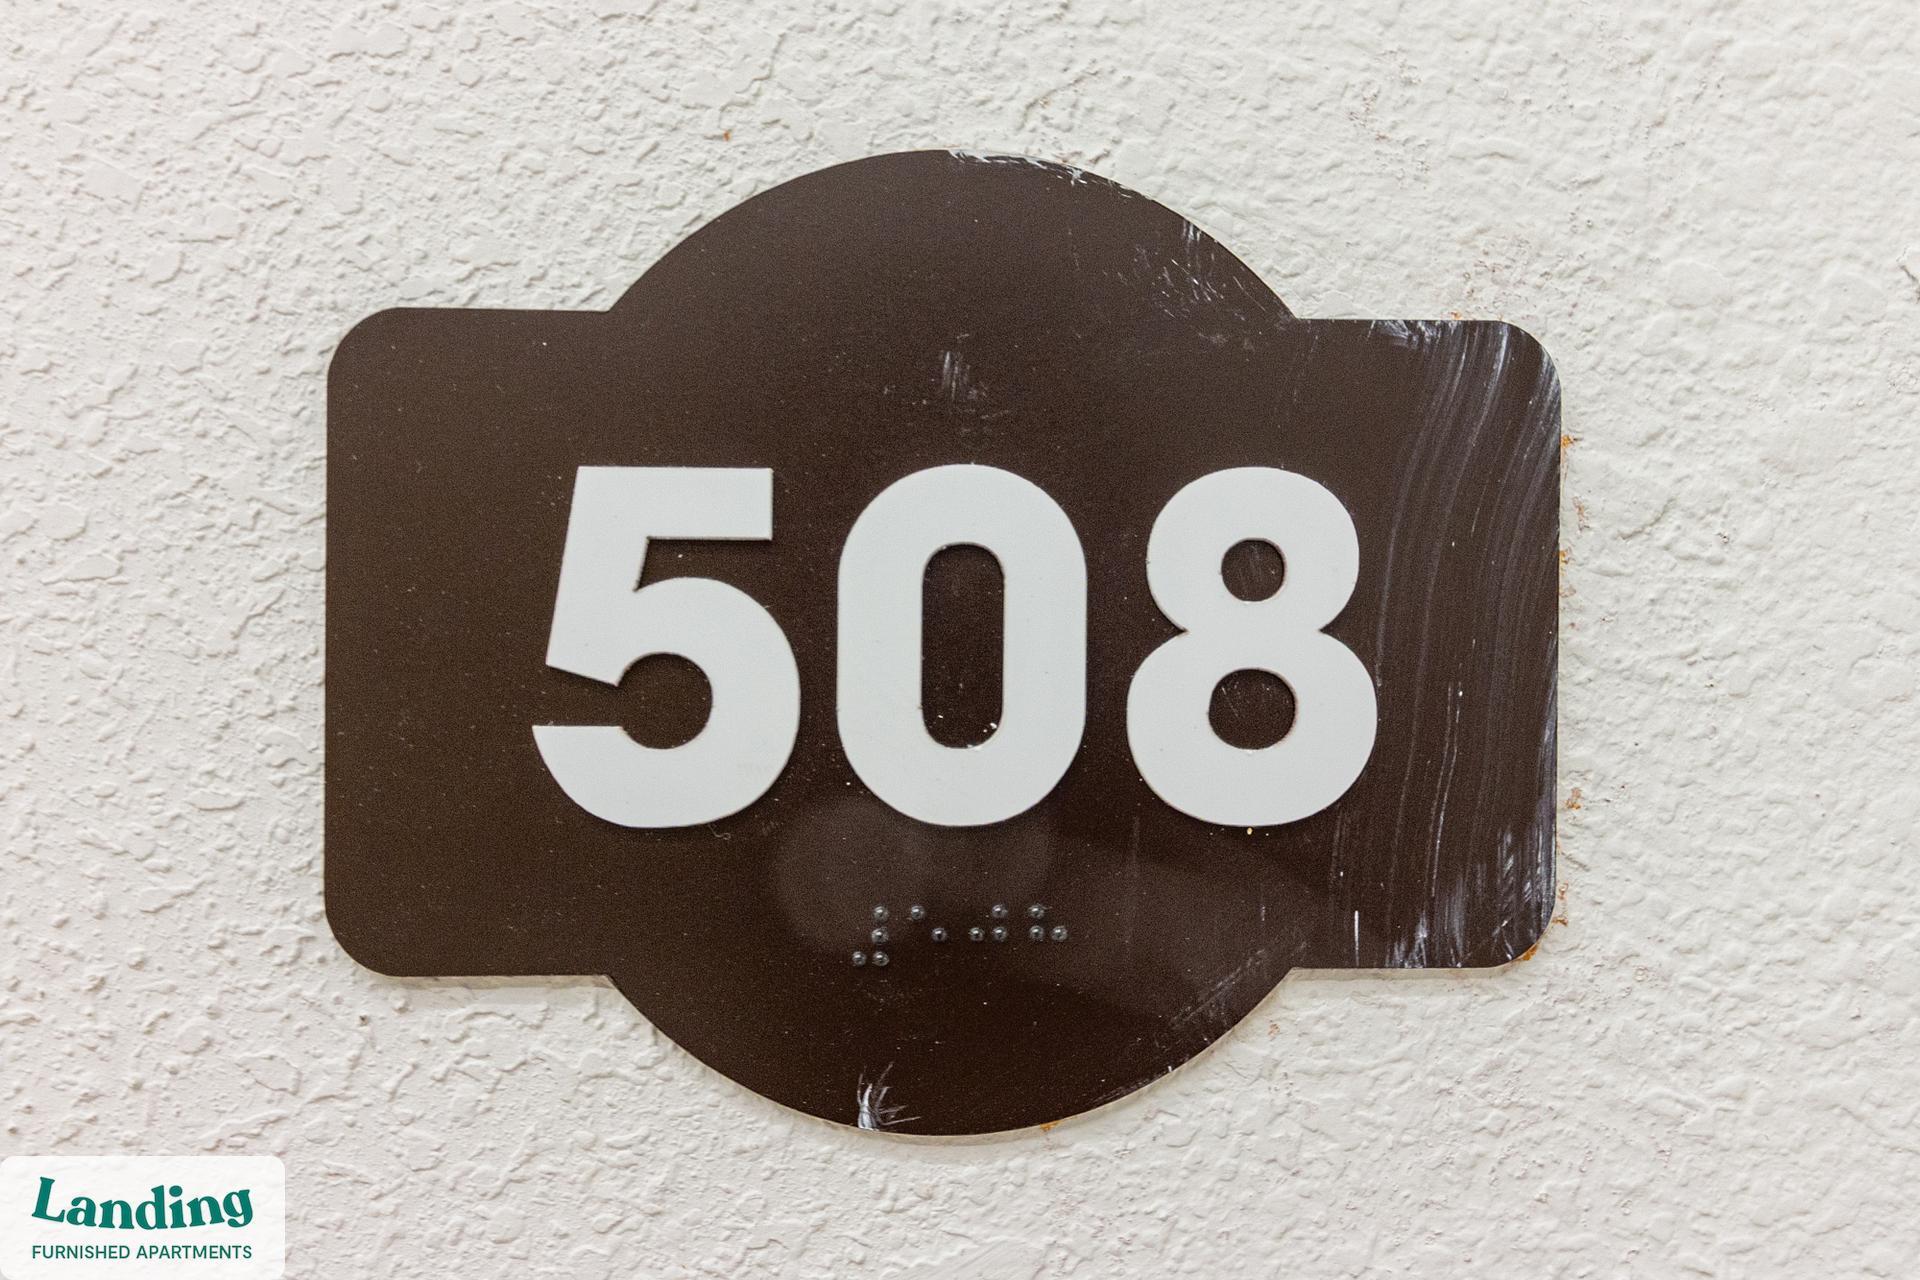 508
⠼⠑⠚⠓
Landing
FURNISHED APARTMENTS